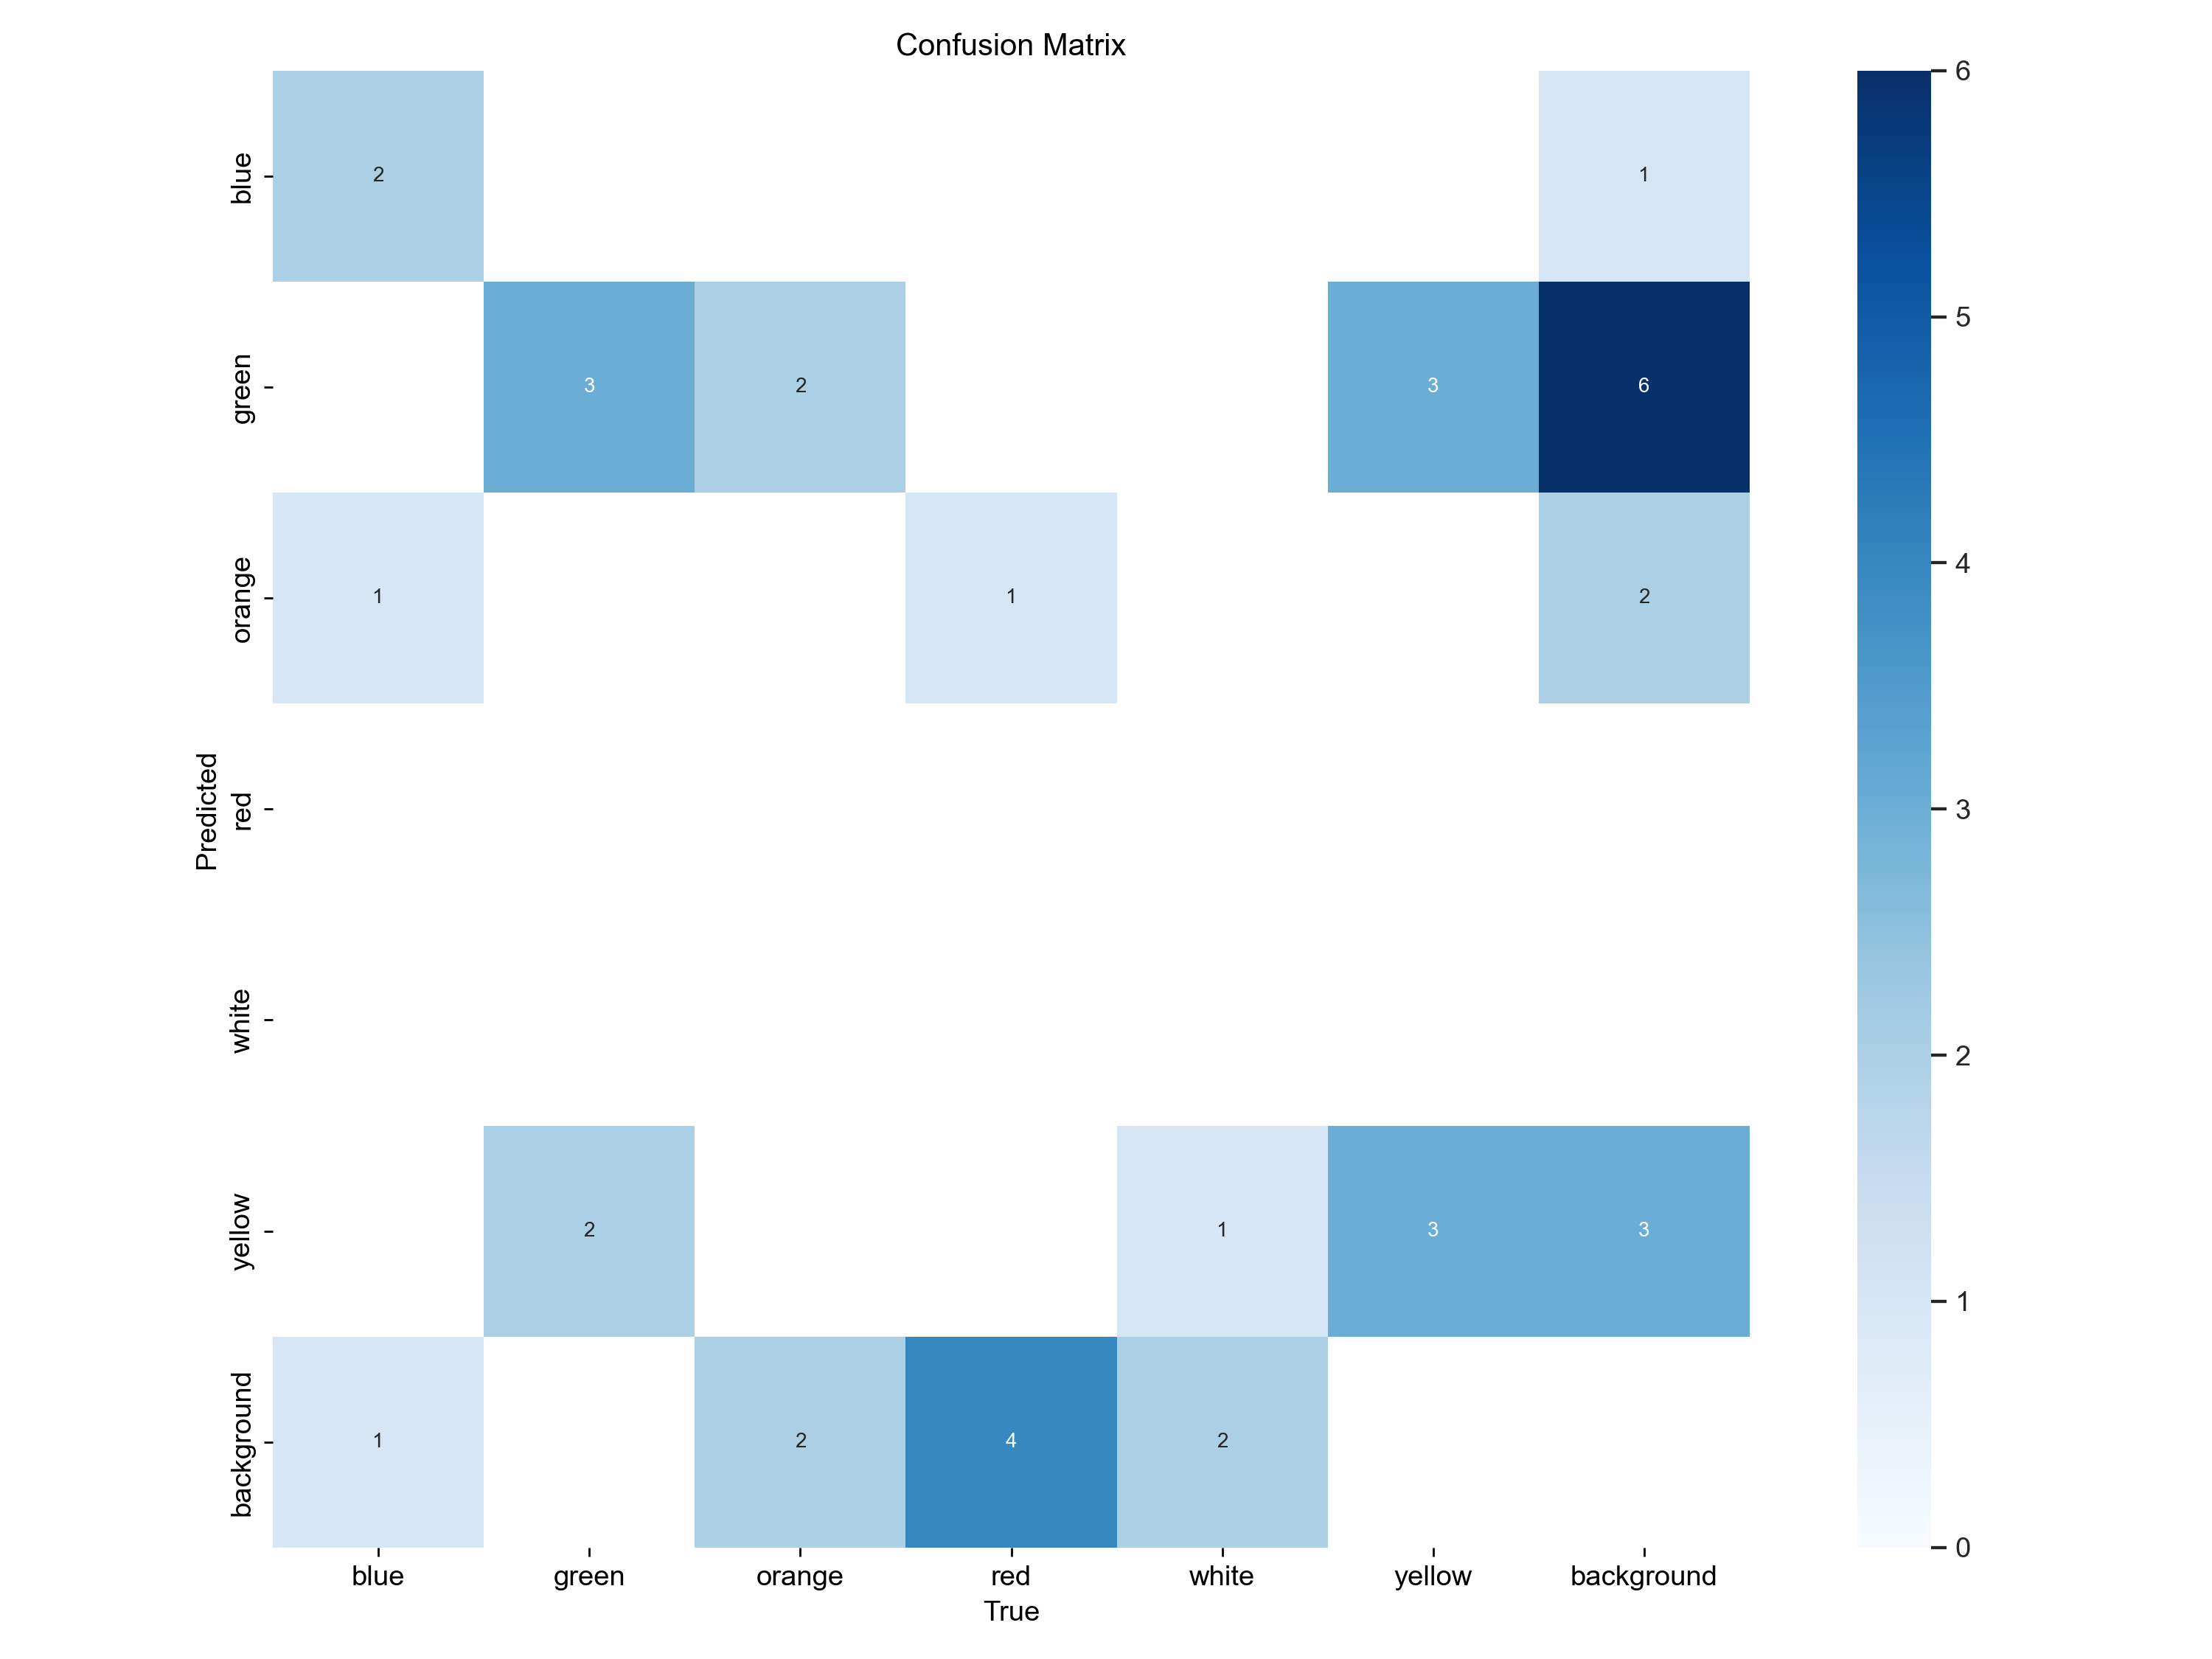 Confusion Matrix
6
blue
2
1
5
green
3
2
3
6
4
orange
1
1
2
3
Predicted
red
white
2
yellow
2
1
3
3
1
background
1
2
4
2
0
blue green orange red white yellow background
True